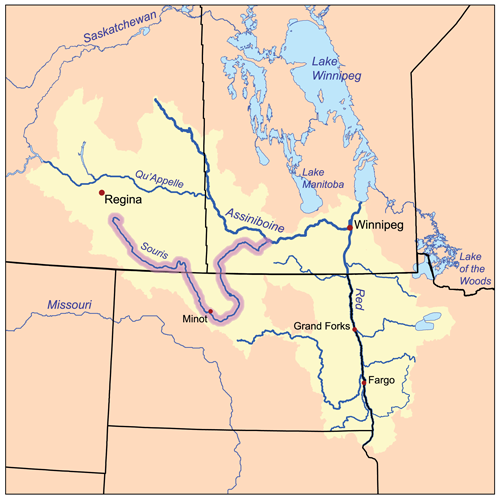 Saskatchewan
Lake
Winnipeg
Lake
Manitoba
Qu'Appelle
Regina
Assiniboine
Winnipeg
Souris
Lake
of the
Woods
Missouri
Red
Minot
Grand Forks
Fargo